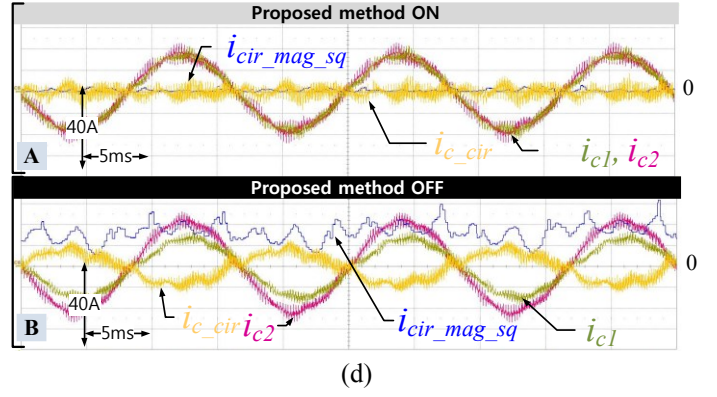 Proposed method ON
i_cir_mag_sq
0
40A
i_c_cir
i_c1, i_c2
A
5ms
Proposed method OFF
0
40A
5ms
i_c_cir i_c2
i_cir_mag_sq
i_c1
B
(d)